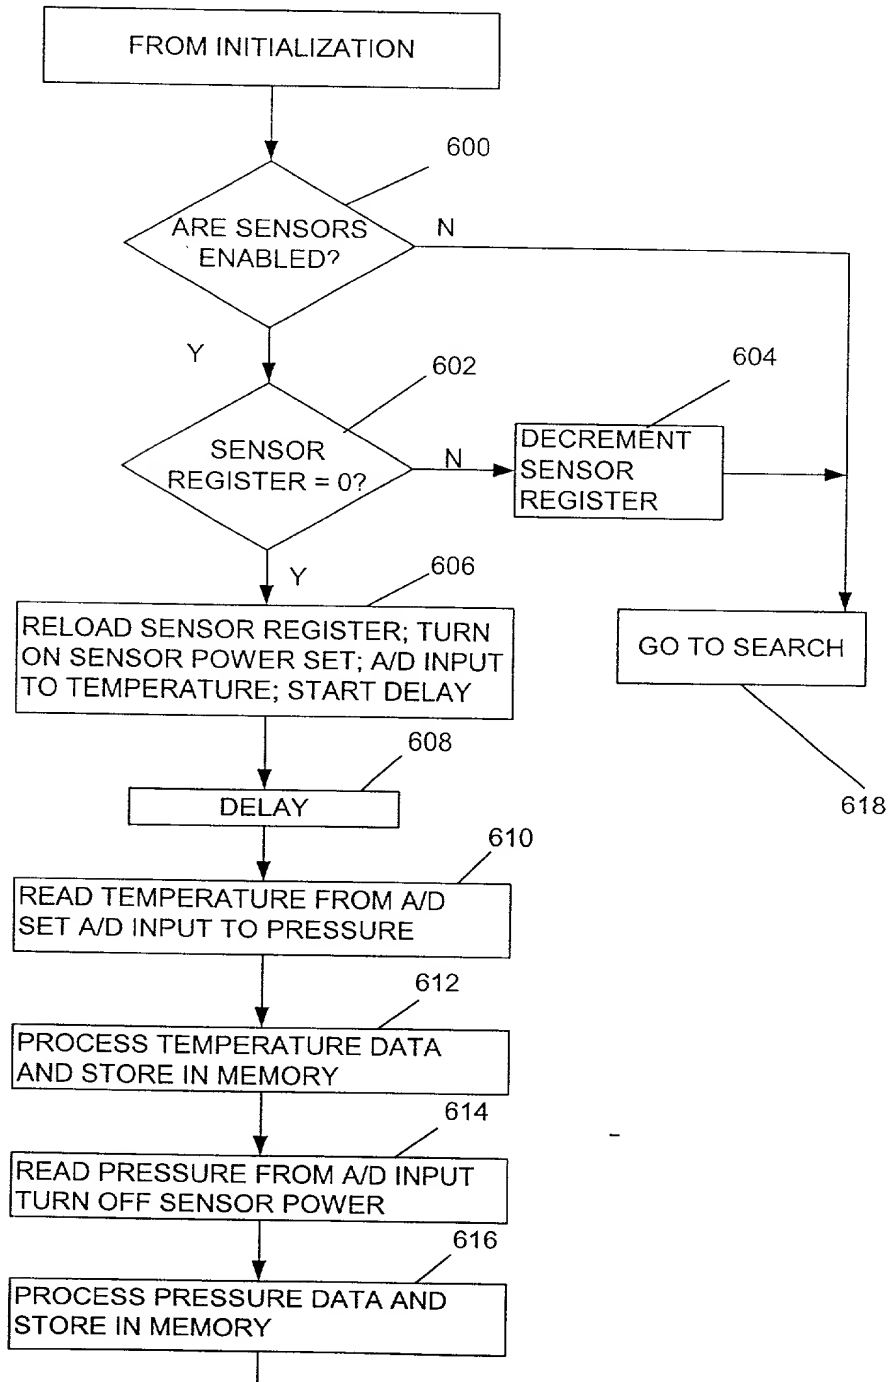 FROM INITIALIZATION
600
ARE SENSORS
ENABLED?
N
Y
602
604
SENSOR
REGISTER = 0?
N
DECREMENT
SENSOR
REGISTER
Y
606
RELOAD SENSOR REGISTER; TURN
ON SENSOR POWER SET; A/D INPUT
TO TEMPERATURE; START DELAY
GO TO SEARCH
618
608
DELAY
610
READ TEMPERATURE FROM A/D
SET A/D INPUT TO PRESSURE
612
PROCESS TEMPERATURE DATA
AND STORE IN MEMORY
614
READ PRESSURE FROM A/D INPUT
TURN OFF SENSOR POWER
616
PROCESS PRESSURE DATA AND
STORE IN MEMORY